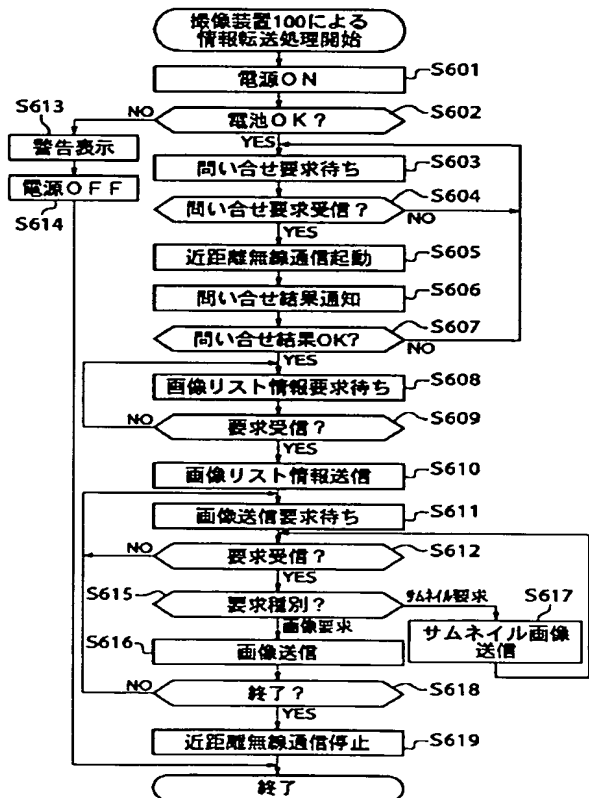 撮像装置100による
情報転送処理開始
電源ON
S601
電池OK?
S602
NO
YES
S613
警告表示
電源OFF
S614
問い合せ要求待ち
S603
問い合せ要求受信?
S604
NO
YES
近距離無線通信起動
S605
問い合せ結果通知
S606
問い合せ結果OK?
S607
NO
YES
画像リスト情報要求待ち
S608
NO
要求受信?
S609
YES
画像リスト情報送信
S610
画像送信要求待ち
S611
NO
要求受信?
S612
YES
S615
要求種別?
サムネイル要求
S617
画像要求
サムネイル画像
送信
S616
画像送信
NO
終了?
S618
YES
近距離無線通信停止
S619
終了